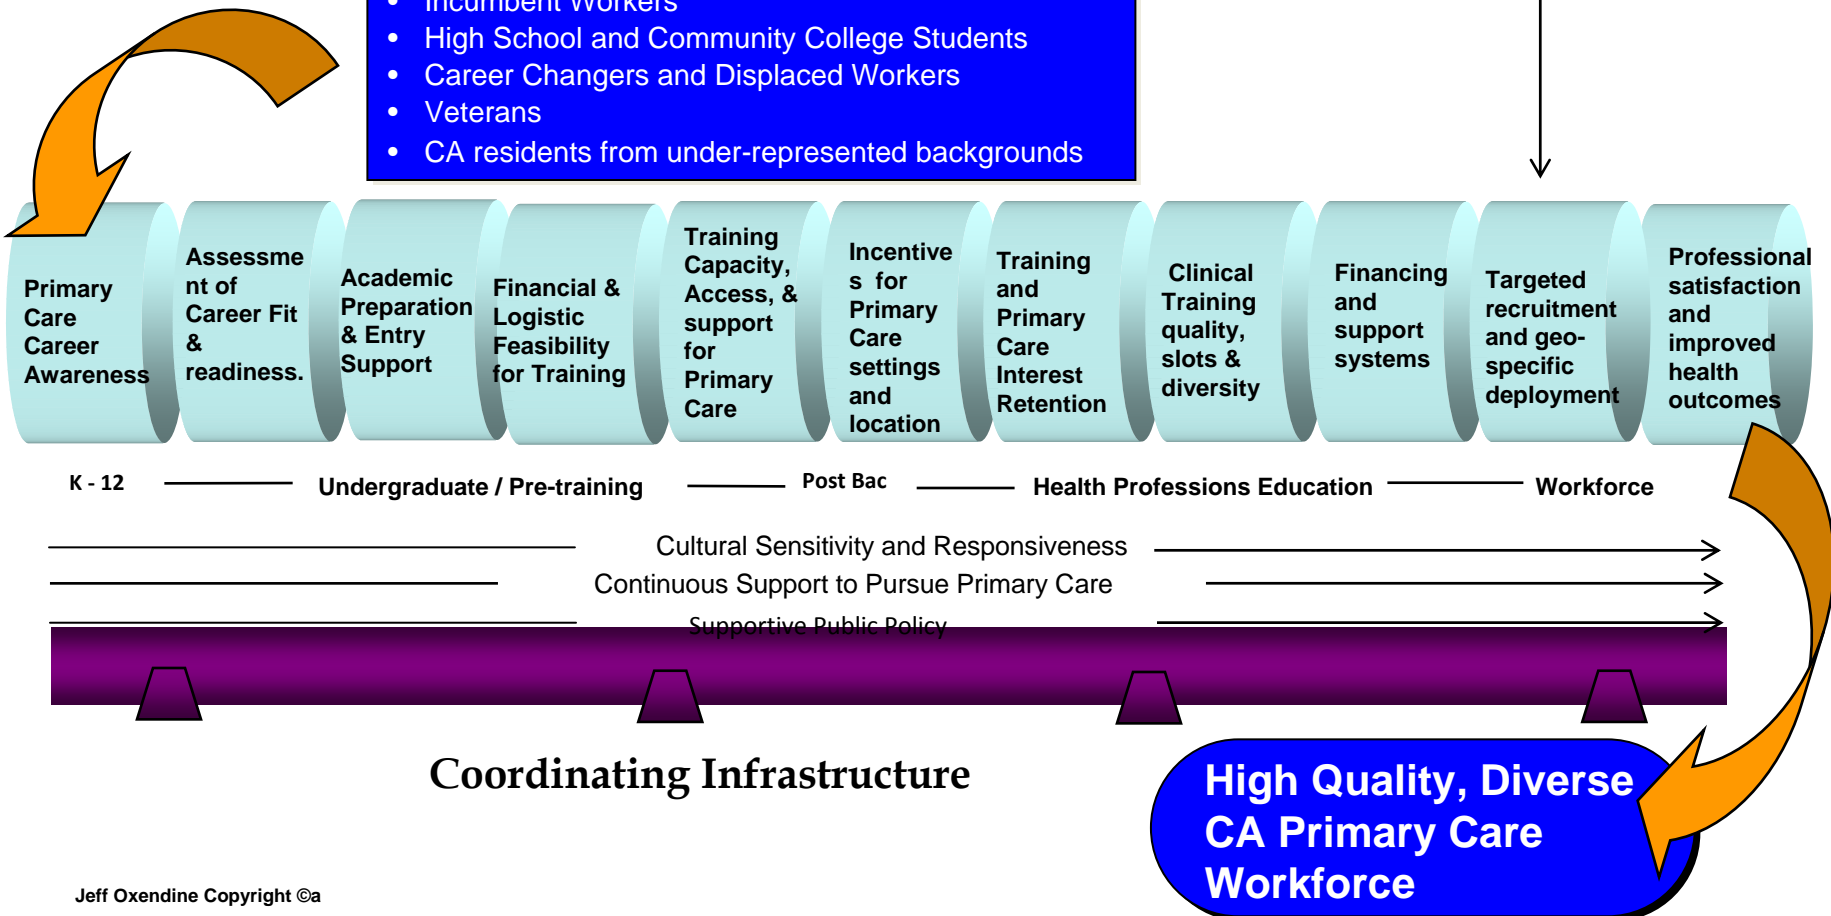 • Incumbent Workers
• High School and Community College Students
• Career Changers and Displaced Workers
• Veterans
• CA residents from under-represented backgrounds
Primary
Care
Career
Awareness
Assessme
nt of
Career Fit
&
readiness.
Academic
Preparation
& Entry
Support
Financial &
Logistic
Feasibility
for Training
Training
Capacity,
Access, &
support
for
Primary
Care
Incentive
s for
Primary
Care
settings
and
location
Training
and
Primary
Care
Interest
Retention
Clinical
Training
quality,
slots &
diversity
Financing
and
support
systems
Targeted
recruitment
and geo-
specific
deployment
Professional
satisfaction
and
improved
health
outcomes
K - 12
Undergraduate / Pre-training
Post Bac
Health Professions Education
Workforce
Cultural Sensitivity and Responsiveness
Continuous Support to Pursue Primary Care
Supportive Public Policy
Coordinating Infrastructure
High Quality, Diverse
CA Primary Care
Workforce
Jeff Oxendine Copyright ©a